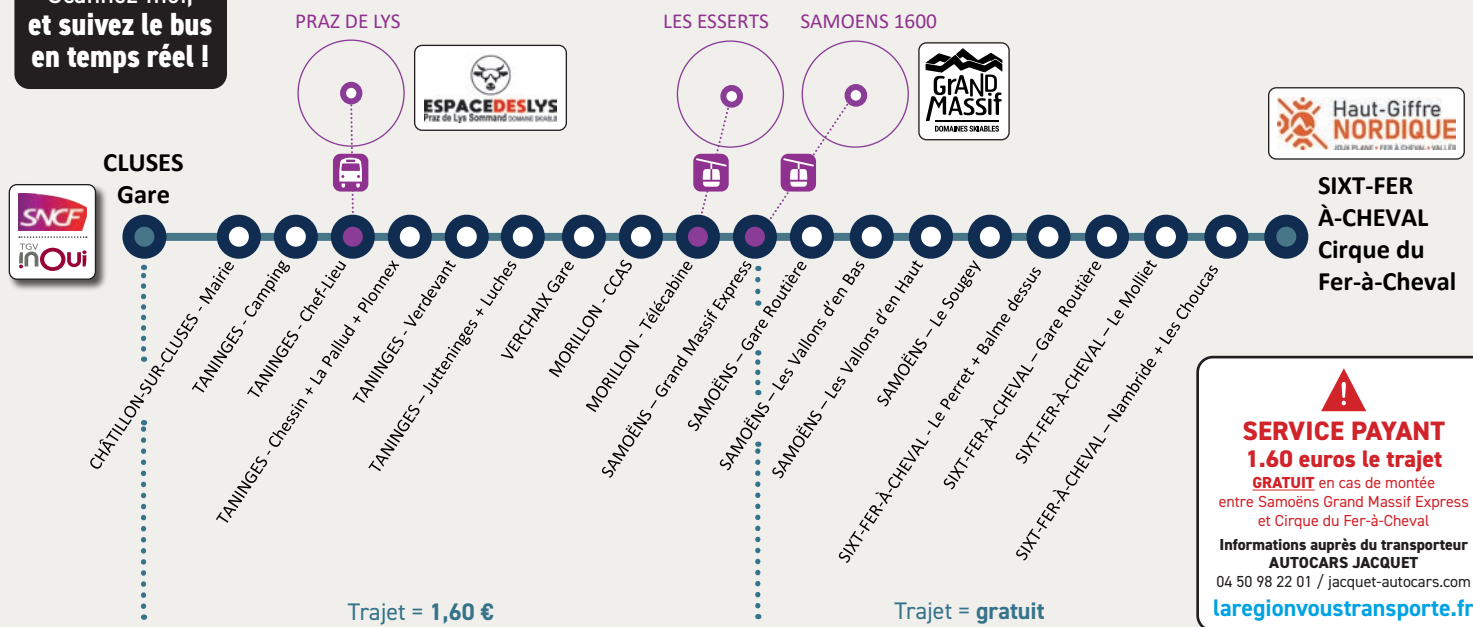 et suivez le bus
en temps réel !
PRAZ DE LYS
LES ESSERTS
SAMOENS 1600
ESPACEDESLYS
Praz de Lys Sommand DOMAINE SKIABLE
GRAND
MASSIF
DOMAINES SKIABLES
Haut-Giffre
NORDIQUE
JOUX PLANE • FER À CHEVAL • VALLÉE
SNCF
TGV
inOui
CLUSES
Gare
CHÂTILLON-SUR-CLUSES - Mairie
TANINGES - Camping
TANINGES - Chef-Lieu
TANINGES - Chessin + La Pallud + Plonnex
TANINGES - Verdevant
TANINGES – Jutteninges + Luches
VERCHAIX Gare
MORILLON - CCAS
MORILLON - Télécabine
SAMOËNS – Grand Massif Express
SAMOËNS – Gare Routière
SAMOËNS – Les Vallons d'en Bas
SAMOËNS – Les Vallons d'en Haut
SAMOËNS – Le Sougey
SIXT-FER-À-CHEVAL - Le Perret + Balme dessus
SIXT-FER-À-CHEVAL – Gare Routière
SIXT-FER-À-CHEVAL – Le Molliet
SIXT-FER-À-CHEVAL – Nambride + Les Choucas
SIXT-FER
À-CHEVAL
Cirque du
Fer-à-Cheval
Trajet = 1,60 €
Trajet = gratuit
SERVICE PAYANT
1.60 euros le trajet
GRATUIT en cas de montée
entre Samoëns Grand Massif Express
et Cirque du Fer-à-Cheval
Informations auprès du transporteur
AUTOCARS JACQUET
04 50 98 22 01 / jacquet-autocars.com
laregionvoustransporte.fr